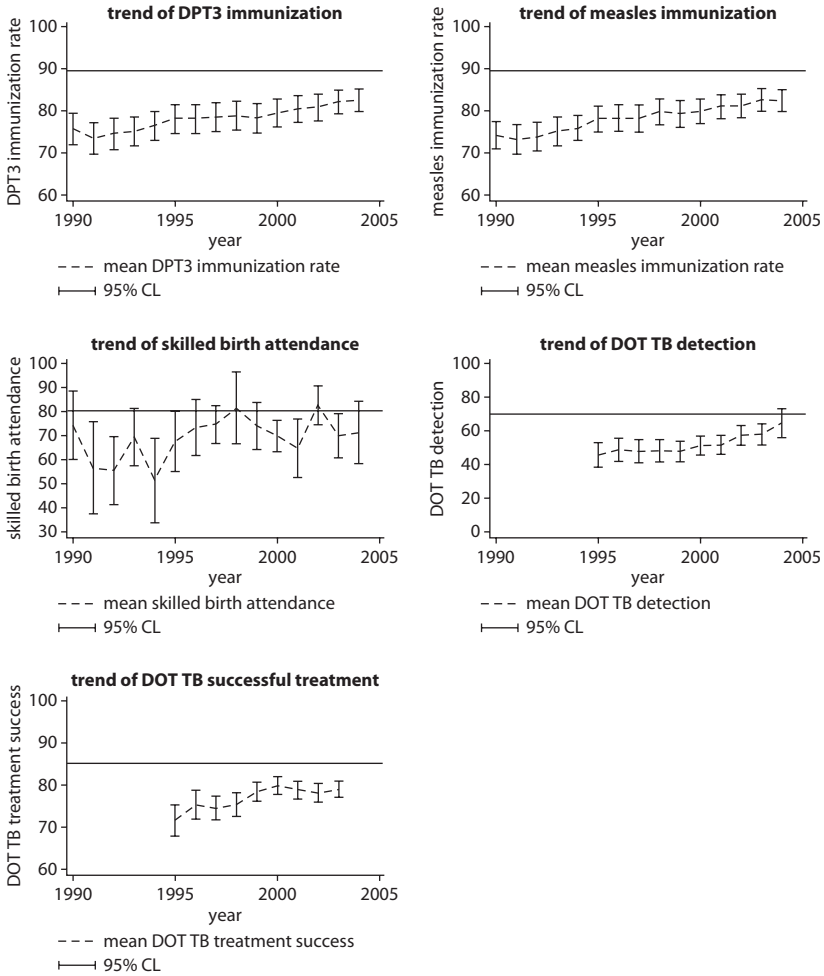 trend of DPT3 immunization
DPT3 immunization rate
100
90
80
70
60
1990 1995 2000 2005
year
mean DPT3 immunization rate
95% CL
trend of measles immunization
measles immunization rate
100
90
80
70
60
1990 1995 2000 2005
year
mean measles immunization rate
95% CL
trend of skilled birth attendance
skilled birth attendance
100
90
80
70
60
50
40
30
1990 1995 2000 2005
year
mean skilled birth attendance
95% CL
trend of DOT TB detection
DOT TB detection
100
80
60
40
20
0
1990 1995 2000 2005
year
mean DOT TB detection
95% CL
trend of DOT TB successful treatment
DOT TB treatment success
100
90
80
70
60
1990 1995 2000 2005
year
mean DOT TB treatment success
95% CL